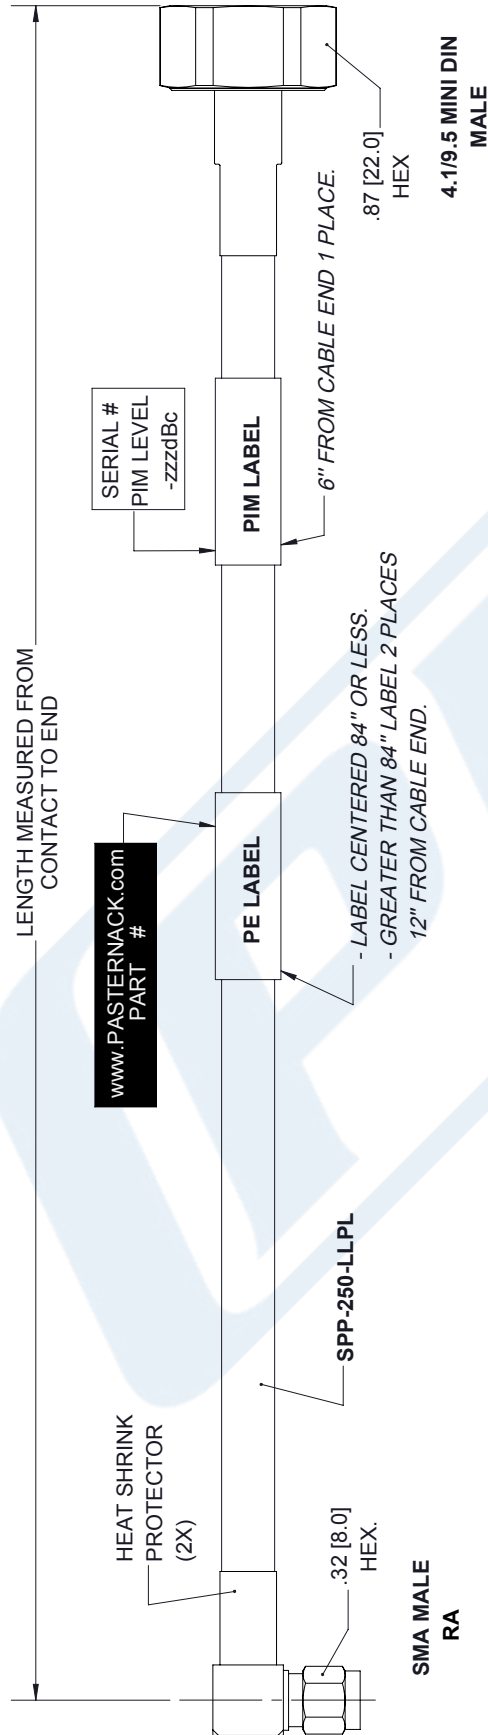 LENGTH MEASURED FROM
CONTACT TO END
HEAT SHRINK
PROTECTOR
(2X)
www.PASTERNACK.com
PART #
SERIAL #
PIM LEVEL
-zzzdBc
PE LABEL
PIM LABEL
.32 [8.0]
HEX.
SMA MALE
RA
SPP-250-LLPL
- LABEL CENTERED 84" OR LESS.
- GREATER THAN 84" LABEL 2 PLACES
12" FROM CABLE END.
6" FROM CABLE END 1 PLACE.
.87 [22.0]
HEX
4.1/9.5 MINI DIN
MALE